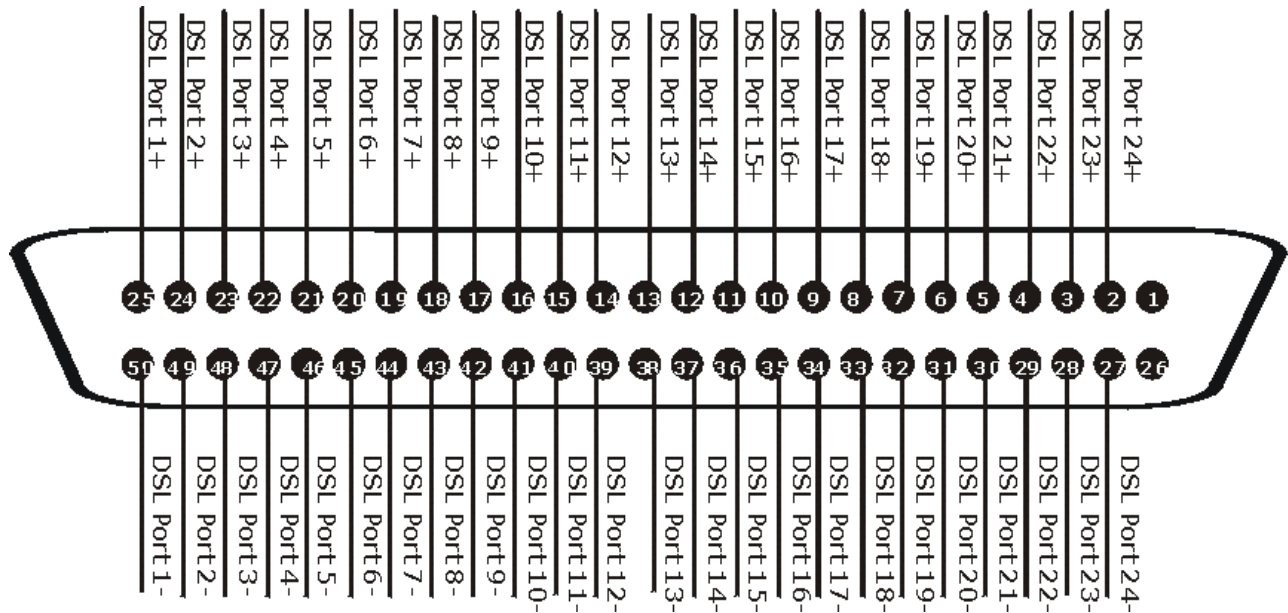 DSL Port 1+
DSL Port 2+
DSL Port 3+
DSL Port 4+
DSL Port 5+
DSL Port 6+
DSL Port 7+
DSL Port 8+
DSL Port 9+
DSL Port 10+
DSL Port 11+
DSL Port 12+
DSL Port 13+
DSL Port 14+
DSL Port 15+
DSL Port 16+
DSL Port 17+
DSL Port 18+
DSL Port 19+
DSL Port 20+
DSL Port 21+
DSL Port 22+
DSL Port 23+
DSL Port 24+
25 24 23 22 21 20 19 18 17 16 15 14 13 12 11 10 9 8 7 6 5 4 3 2 1
50 49 48 47 46 45 44 43 42 41 40 39 38 37 36 35 34 33 32 31 30 29 28 27 26
DSL Port 1-
DSL Port 2-
DSL Port 3-
DSL Port 4-
DSL Port 5-
DSL Port 6-
DSL Port 7-
DSL Port 8-
DSL Port 9-
DSL Port 10-
DSL Port 11-
DSL Port 12-
DSL Port 13-
DSL Port 14-
DSL Port 15-
DSL Port 16-
DSL Port 17-
DSL Port 18-
DSL Port 19-
DSL Port 20-
DSL Port 21-
DSL Port 22-
DSL Port 23-
DSL Port 24-